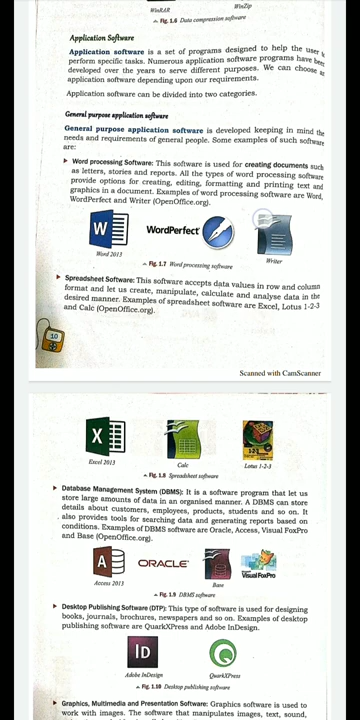 WinRAR WinZip
Fig. 1.6 Data compression software
Application Software
Application software is a set of programs designed to help the user
perform specific tasks. Numerous application software programs have been
developed over the years to serve different purposes. We can choose
application software depending upon our requirements.
Application software can be divided into two categories.
General purpose application software
General purpose application software is developed keeping in mind the
needs and requirements of general people. Some examples of such software
are:
Word processing Software: This software is used for creating documents such
as letters, stories and reports. All the types of word processing software
provide options for creating, editing, formatting and printing text and
graphics in a document. Examples of word processing software are Word,
WordPerfect and Writer (OpenOffice.org).
W WordPerfect
Word 2013 Writer
Fig. 1.7 Word processing software
Spreadsheet Software: This software accepts data values in row and column
format and let us create, manipulate, calculate and analyse data in the
desired manner. Examples of spreadsheet software are Excel, Lotus 1-2-3
and Calc (OpenOffice.org).
10
Scanned with CamScanner
X
Excel 2013 Calc Lotus 1-2-3
Fig. 1.8 Spreadsheet software
Database Management System (DBMS): It is a software program that let us
store large amounts of data in an organised manner. A DBMS can store
details about customers, employees, products, students and so on. It
also provides tools for searching data and generating reports based on
conditions. Examples of DBMS software are Oracle, Access, Visual FoxPro
and Base (OpenOffice.org).
A ORACLE Visual FoxPro
Access 2013 Base
Fig. 1.9 DBMS software
Desktop Publishing Software (DTP): This type of software is used for designing
books, journals, brochures, newspapers and so on. Examples of desktop
publishing software are QuarkXPress and Adobe InDesign.
ID
Adobe InDesign QuarkXPress
Fig. 1.10 Desktop publishing software
Graphics, Multimedia and Presentation Software: Graphics software is used to
work with images. The software that manipulates images, text, sound,